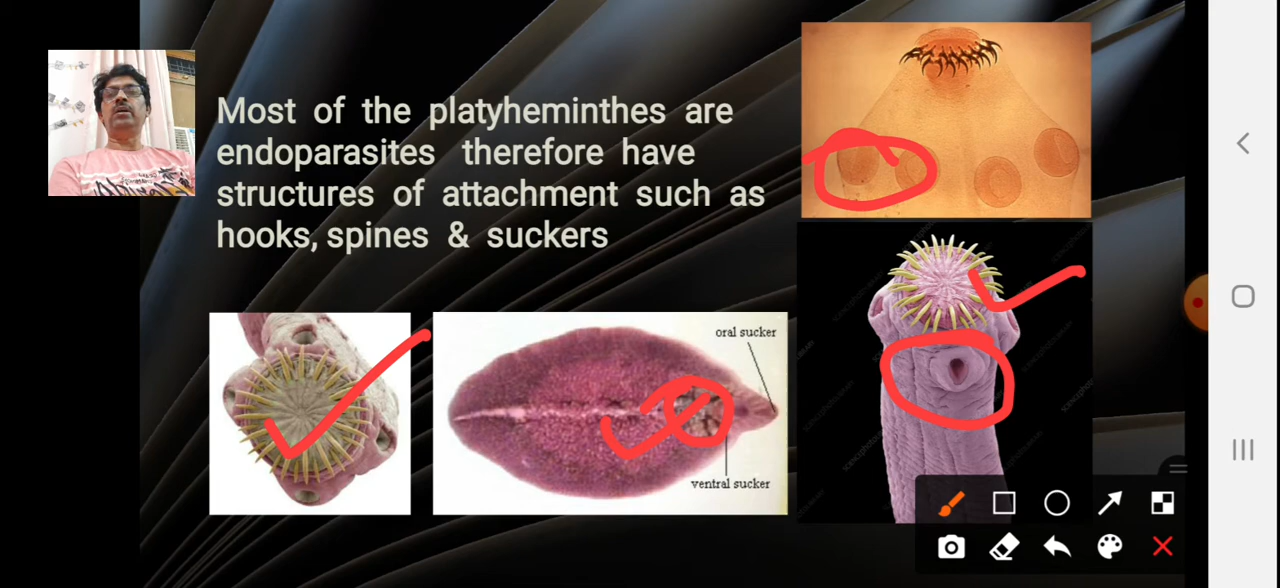 Most of the platyheminthes are
endoparasites therefore have
structures of attachment such as
hooks, spines & suckers
oral sucker
ventral sucker